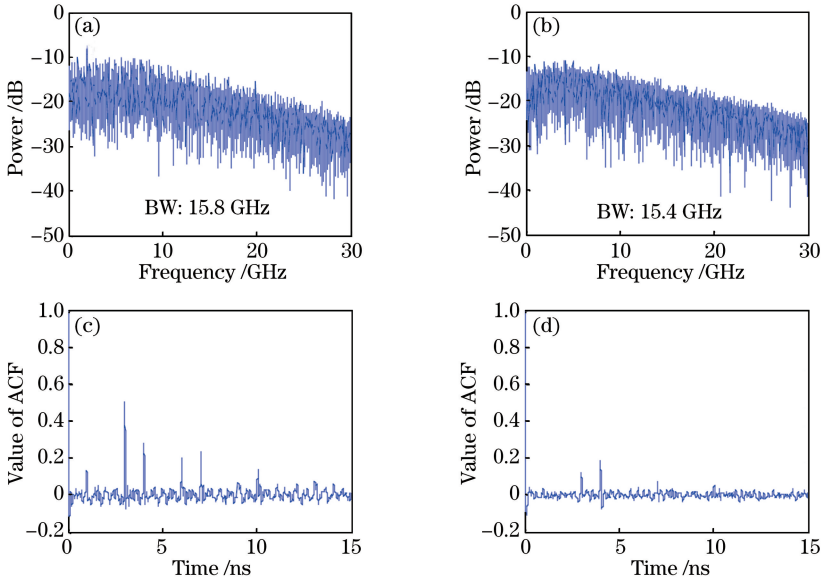 (a)
0
−10
−20
−30
−40
−50
Power /dB
BW: 15.8 GHz
0 10 20 30
Frequency /GHz
(b)
0
−10
−20
−30
−40
−50
Power /dB
BW: 15.4 GHz
0 10 20 30
Frequency /GHz
(c)
1.0
0.8
0.6
0.4
0.2
0
−0.2
Value of ACF
0 5 10 15
Time /ns
(d)
1.0
0.8
0.6
0.4
0.2
0
−0.2
Value of ACF
0 5 10 15
Time /ns